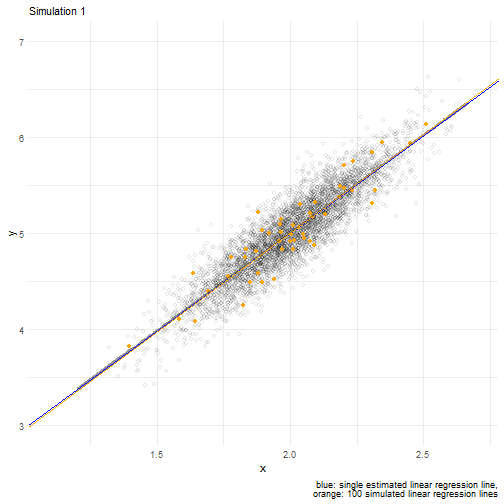 Simulation 1
7
6
5
4
3
y
1.5
2.0
2.5
x
blue: single estimated linear regression line,
orange: 100 simulated linear regression lines